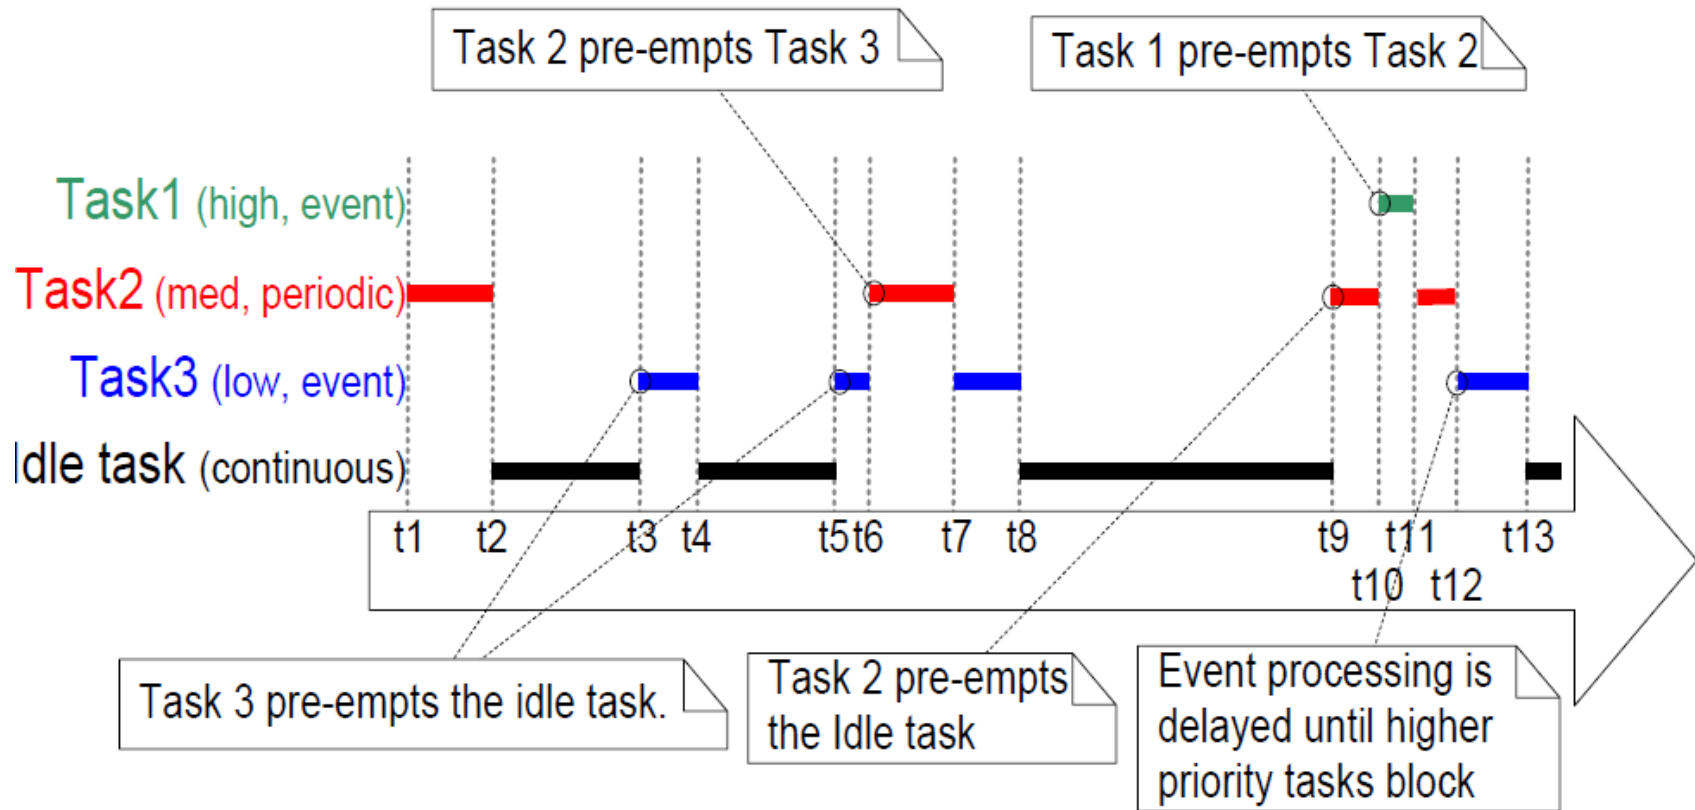 Task 2 pre-empts Task 3
Task 1 pre-empts Task 2
Task1 (high, event)
Task2 (med, periodic)
Task3 (low, event)
Idle task (continuous)
t1 t2 t3 t4 t5 t6 t7 t8 t9 t11 t13
t10 t12
Task 3 pre-empts the idle task.
Task 2 pre-empts
the Idle task
Event processing is
delayed until higher
priority tasks block